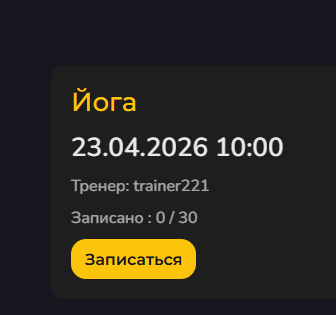 Йога
23.04.2026 10:00
Тренер: trainer221
Записано : 0 / 30
Записаться